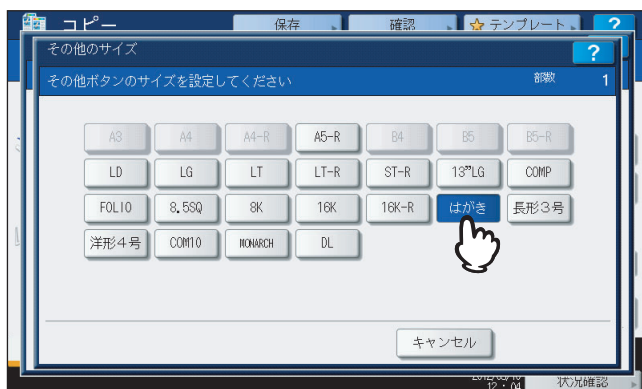 コピー 保存 確認 テンプレート ?
その他のサイズ ?
その他ボタンのサイズを設定してください 部数 1
A3 A4 A4-R A5-R B4 B5 B5-R
LD LG LT LT-R ST-R 13"LG COMP
FOLIO 8.5SQ 8K 16K 16K-R はがき 長形3号
洋形4号 COM10 MONARCH DL
キャンセル
12:04 状況確認